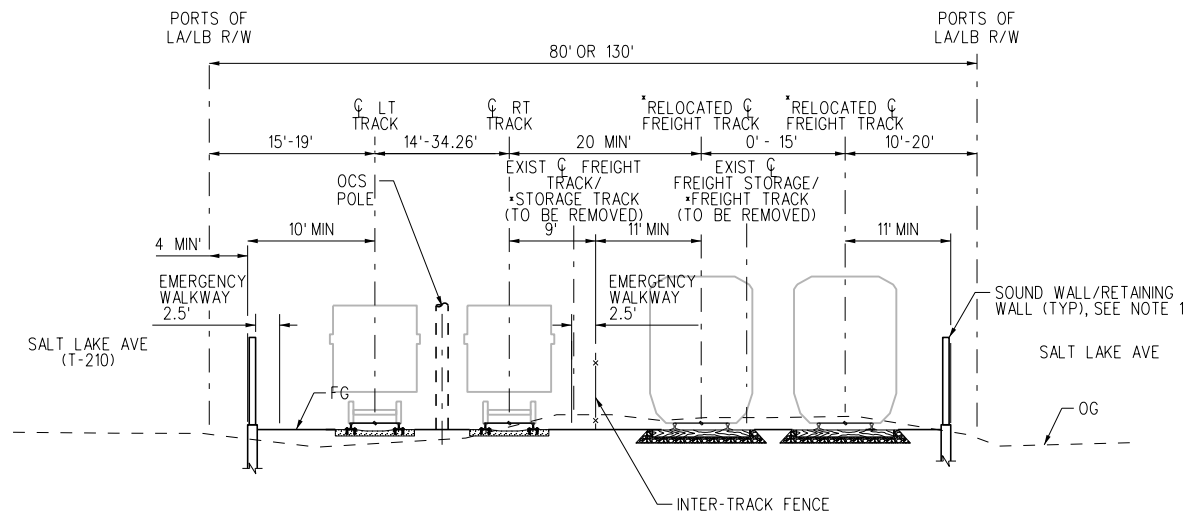 PORTS OF
LA/LB R/W
PORTS OF
LA/LB R/W
80' OR 130'
℄ LT
TRACK
℄ RT
TRACK
*RELOCATED ℄
FREIGHT TRACK
*RELOCATED ℄
FREIGHT TRACK
15'-19'
14'-34.26'
20 MIN'
0' - 15'
10'-20'
OCS
POLE
EXIST ℄ FREIGHT
TRACK/
*STORAGE TRACK
(TO BE REMOVED)
EXIST ℄
FREIGHT STORAGE/
*FREIGHT TRACK
(TO BE REMOVED)
4 MIN'
10' MIN
9'
11' MIN
11' MIN
EMERGENCY
WALKWAY
2.5'
EMERGENCY
WALKWAY
2.5'
SOUND WALL/RETAINING
WALL (TYP), SEE NOTE 1
SALT LAKE AVE
(T-210)
SALT LAKE AVE
FG
OG
INTER-TRACK FENCE